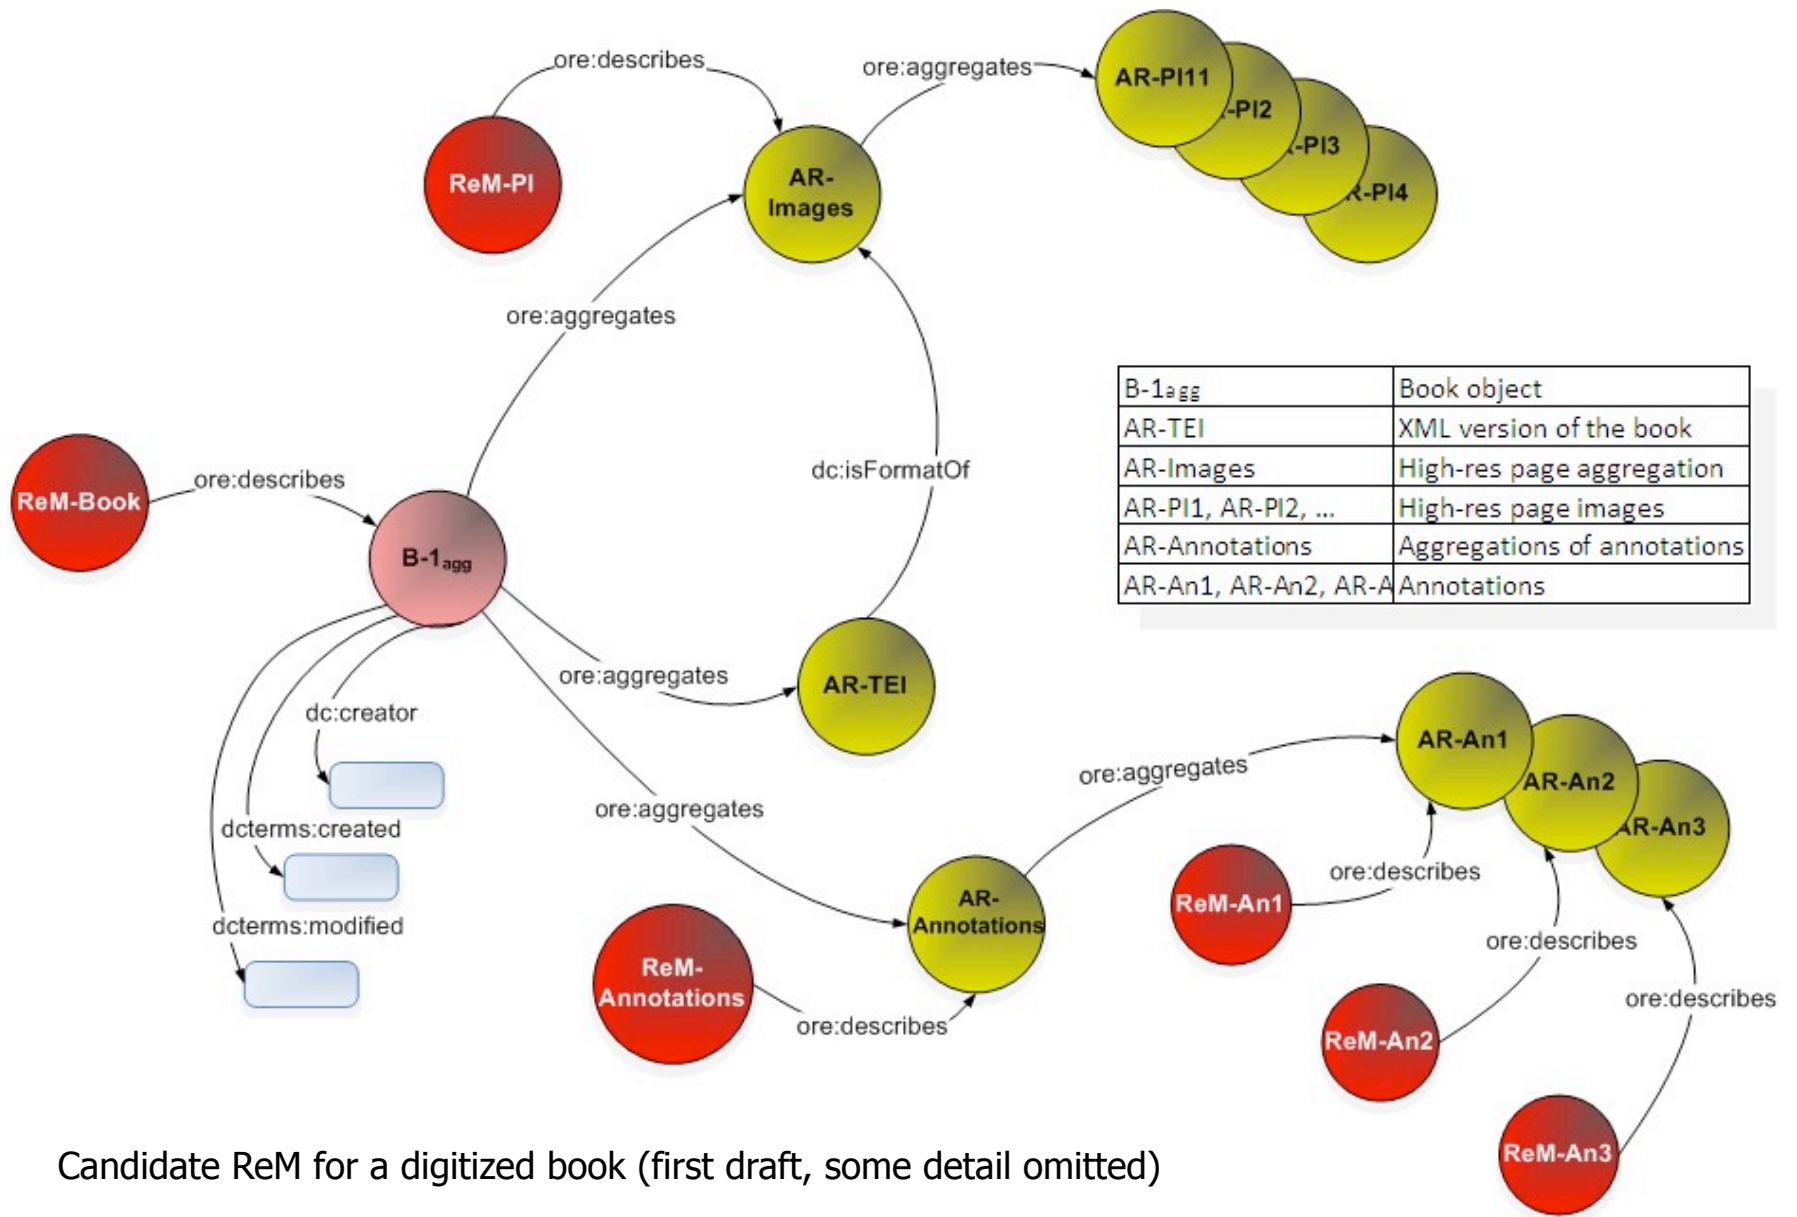 ore:describes
ore:aggregates
AR-PI11
-PI2
-PI3
R-PI4
ReM-PI
AR-
Images
ore:aggregates
B-1agg Book object
AR-TEI XML version of the book
AR-Images High-res page aggregation
AR-PI1, AR-PI2, ... High-res page images
AR-Annotations Aggregations of annotations
AR-An1, AR-An2, AR-A Annotations
dc:isFormatOf
ore:describes
ReM-Book
B-1agg
ore:aggregates
AR-TEI
dc:creator
AR-An1
AR-An2
AR-An3
ore:aggregates
ore:aggregates
dcterms:created
ore:describes
ReM-An1
AR-
Annotations
dcterms:modified
ReM-
Annotations
ore:describes
ore:describes
ore:describes
ReM-An2
ReM-An3
Candidate ReM for a digitized book (first draft, some detail omitted)